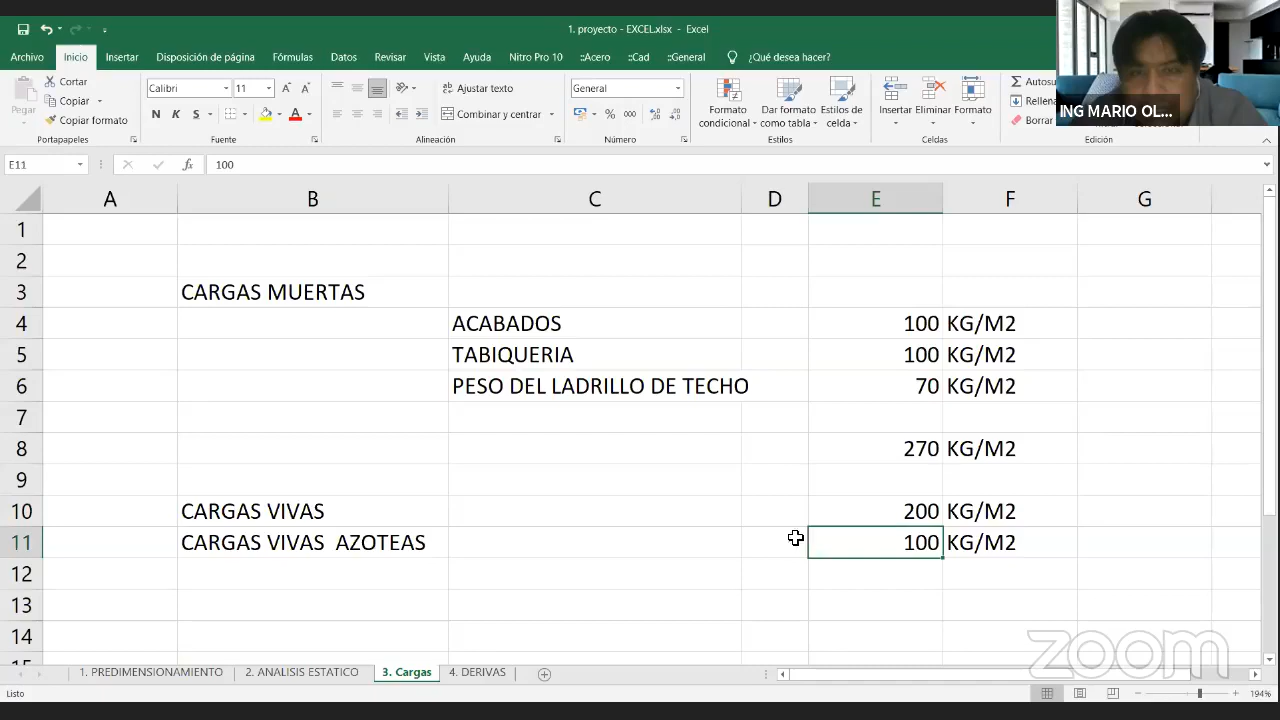 1. proyecto - EXCEL.xlsx - Excel
Archivo Inicio Insertar Disposición de página Fórmulas Datos Revisar Vista Ayuda Nitro Pro 10 ::Acero ::Cad ::General ¿Qué desea hacer?
Pegar
Cortar
Copiar
Copiar formato
Portapapeles
Calibri 11
N K S
Fuente
Ajustar texto
Combinar y centrar
Alineación
General
% 000
Número
Formato condicional
Dar formato como tabla
Estilos de celda
Estilos
Insertar Eliminar Formato
Celdas
Autosu
Rellena
Borrar
Edición
ING MARIO OL...
E11 fx 100
A B C D E F G
1
2
3 CARGAS MUERTAS
4 ACABADOS 100 KG/M2
5 TABIQUERIA 100 KG/M2
6 PESO DEL LADRILLO DE TECHO 70 KG/M2
7
8 270 KG/M2
9
10 CARGAS VIVAS 200 KG/M2
11 CARGAS VIVAS AZOTEAS 100 KG/M2
12
13
14
zoom
1. PREDIMENSIONAMIENTO 2. ANALISIS ESTATICO 3. Cargas 4. DERIVAS
Listo 194%